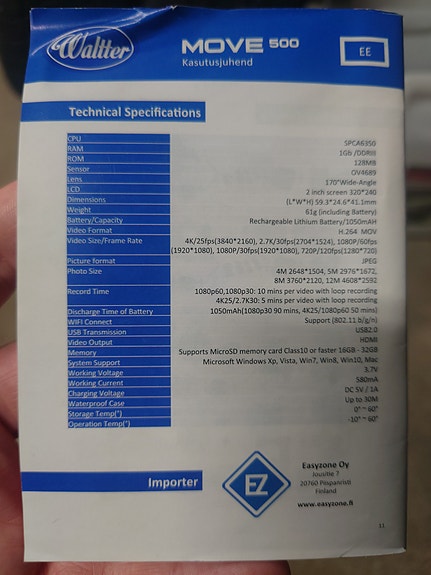 Waltter
MOVE 500
Kasutusjuhend
EE
Technical Specifications
CPU SPCA6350
RAM 1Gb /DDRIII
ROM 128MB
Sensor OV4689
Lens 170°Wide-Angle
LCD 2 inch screen 320*240
Dimensions (L*W*H) 59.3*24.6*41.1mm
Weight 61g (including Battery)
Battery/Capacity Rechargeable Lithium Battery/1050mAH
Video Format H.264 MOV
Video Size/Frame Rate 4K/25fps(3840*2160), 2.7K/30fps(2704*1524), 1080P/60fps
(1920*1080), 1080P/30fps(1920*1080), 720P/120fps(1280*720)
Picture format JPEG
Photo Size 4M 2648*1504, 5M 2976*1672,
8M 3760*2120, 12M 4608*2592
Record Time 1080p60,1080p30: 10 mins per video with loop recording
4K25/2.7K30: 5 mins per video with loop recording
Discharge Time of Battery 1050mAh(1080p30 90 mins, 4K25/1080p60 50 mins)
WIFI Connect Support (802.11 b/g/n)
USB Transmission USB2.0
Video Output HDMI
Memory Supports MicroSD memory card Class10 or faster 16GB - 32GB
System Support Microsoft Windows Xp, Vista, Win7, Win8, Win10, Mac
Working Voltage 3.7V
Working Current 580mA
Charging Voltage DC 5V / 1A
Waterproof Case Up to 30M
Storage Temp(°) 0° ~ 60°
Operation Temp(°) -10° ~ 60°
Importer
EZ
Easyzone Oy
Jousitie 7
20760 Piispanristi
Finland
www.easyzone.fi
11